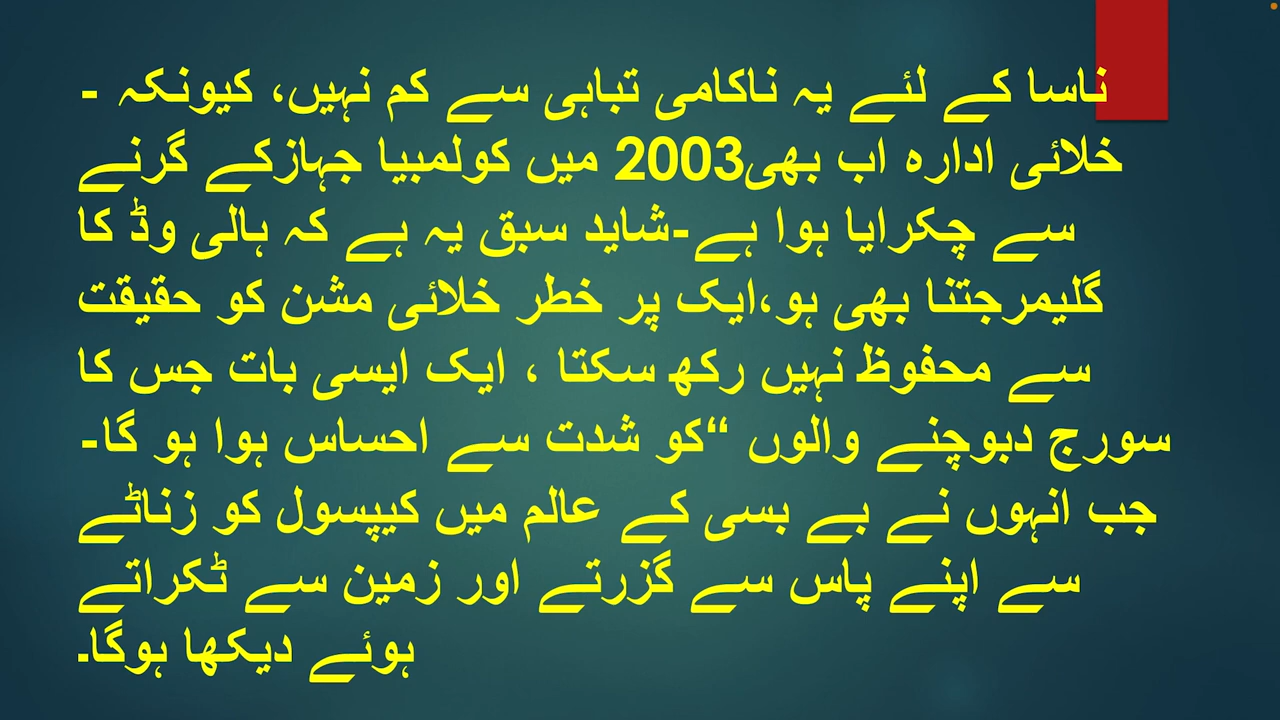 ناسا کے لئے یہ ناکامی تباہی سے کم نہیں، کیونکہ -
خلائی ادارہ اب بھی2003 میں کولمبیا جہازکے گرنے
سے چکرایا ہوا ہے-شاید سبق یہ ہے کہ ہالی وڈ کا
گلیمرجتنا بھی ہو،ایک پر خطر خلائی مشن کو حقیقت
سے محفوظ نہیں رکھ سکتا ، ایک ایسی بات جس کا
سورج دبوچنے والوں “کو شدت سے احساس ہوا ہو گا-
جب انہوں نے بے بسی کے عالم میں کیپسول کو زناٹے
سے اپنے پاس سے گزرتے اور زمین سے ٹکراتے
ہوئے دیکھا ہوگا۔